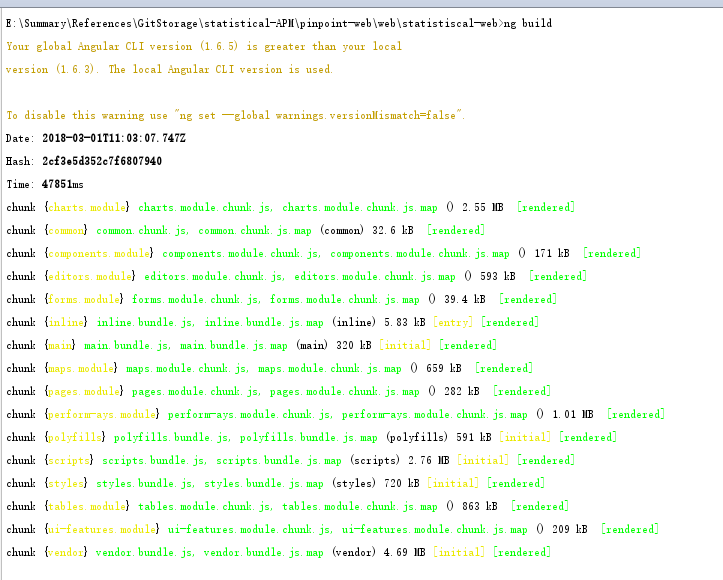 E:\Summary\References\GitStorage\statistical-APM\pinpoint-web\web\statistiscal-web>ng build
Your global Angular CLI version (1.6.5) is greater than your local
version (1.6.3). The local Angular CLI version is used.
To disable this warning use "ng set --global warnings.versionMismatch=false".
Date: 2018-03-01T11:03:07.747Z
Hash: 2cf3e5d352c7f6807940
Time: 47851ms
chunk {charts.module} charts.module.chunk.js, charts.module.chunk.js.map () 2.55 MB  [rendered]
chunk {common} common.chunk.js, common.chunk.js.map (common) 32.6 kB  [rendered]
chunk {components.module} components.module.chunk.js, components.module.chunk.js.map () 171 kB  [rendered]
chunk {editors.module} editors.module.chunk.js, editors.module.chunk.js.map () 593 kB  [rendered]
chunk {forms.module} forms.module.chunk.js, forms.module.chunk.js.map () 39.4 kB  [rendered]
chunk {inline} inline.bundle.js, inline.bundle.js.map (inline) 5.83 kB [entry] [rendered]
chunk {main} main.bundle.js, main.bundle.js.map (main) 320 kB [initial] [rendered]
chunk {maps.module} maps.module.chunk.js, maps.module.chunk.js.map () 659 kB  [rendered]
chunk {pages.module} pages.module.chunk.js, pages.module.chunk.js.map () 282 kB  [rendered]
chunk {perform-ays.module} perform-ays.module.chunk.js, perform-ays.module.chunk.js.map () 1.01 MB  [rendered]
chunk {polyfills} polyfills.bundle.js, polyfills.bundle.js.map (polyfills) 591 kB [initial] [rendered]
chunk {scripts} scripts.bundle.js, scripts.bundle.js.map (scripts) 2.76 MB [initial] [rendered]
chunk {styles} styles.bundle.js, styles.bundle.js.map (styles) 720 kB [initial] [rendered]
chunk {tables.module} tables.module.chunk.js, tables.module.chunk.js.map () 863 kB  [rendered]
chunk {ui-features.module} ui-features.module.chunk.js, ui-features.module.chunk.js.map () 209 kB  [rendered]
chunk {vendor} vendor.bundle.js, vendor.bundle.js.map (vendor) 4.69 MB [initial] [rendered]